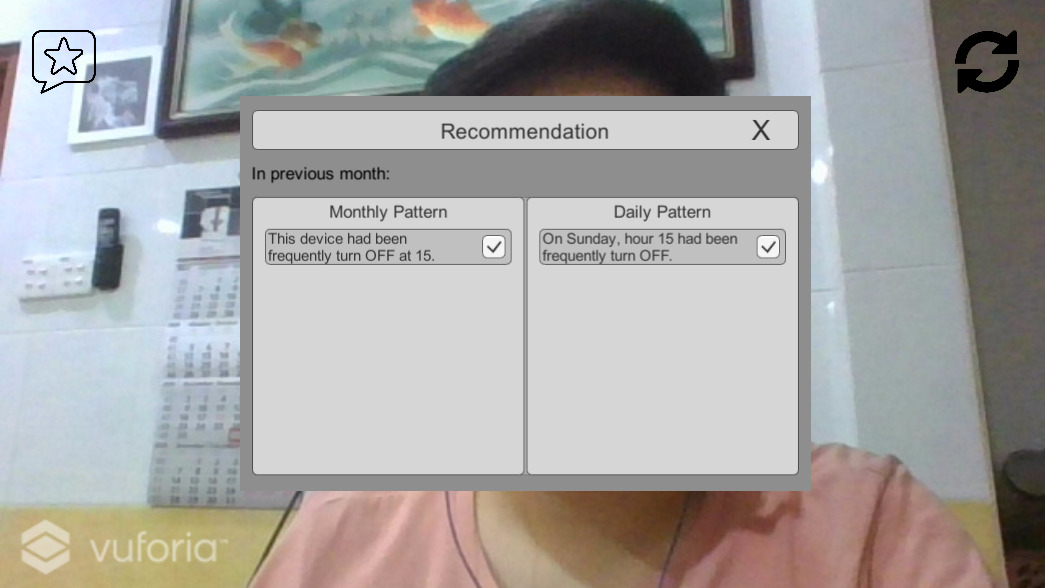 Recommendation X
In previous month:
Monthly Pattern
This device had been
frequently turn OFF at 15.
Daily Pattern
On Sunday, hour 15 had been
frequently turn OFF.
vuforia™